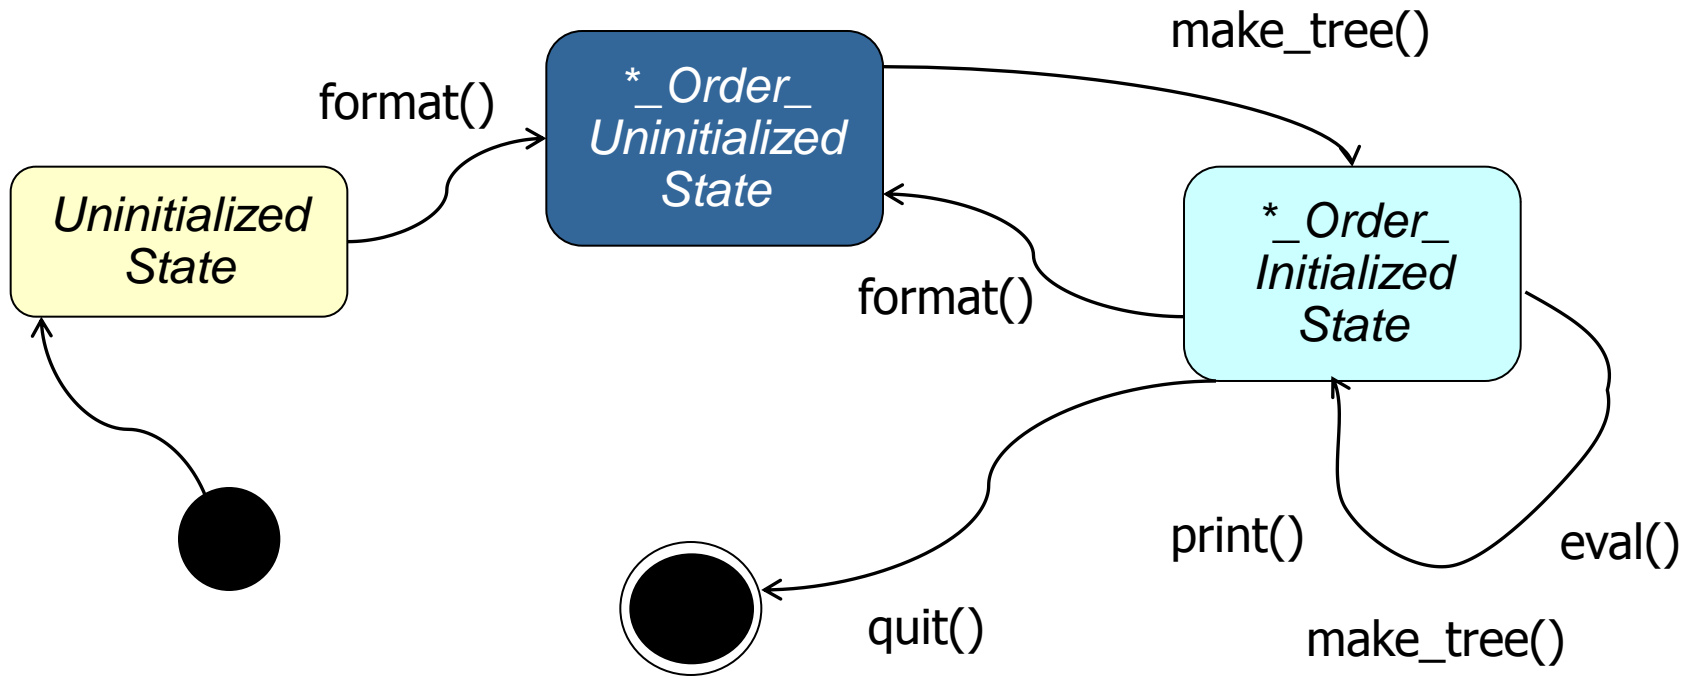 make_tree()
format()
*_Order_
Uninitialized
State
Uninitialized
State
*_Order_
Initialized
State
format()
print()
eval()
quit()
make_tree()